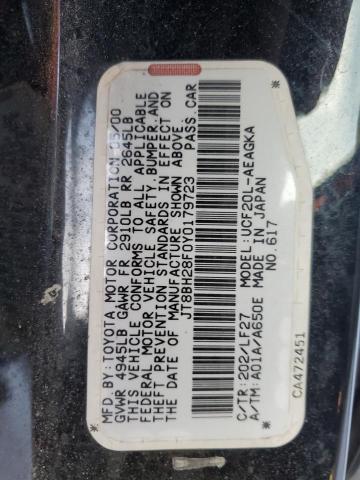 MFD.BY:TOYOTA MOTOR CORPORATION 05/00
GVWR 4945LB GAWR FR 2910LB RR 2645LB
THIS VEHICLE CONFORMS TO ALL APPLICABLE
FEDERAL MOTOR VEHICLE SAFETY,BUMPER,AND
THEFT PREVENTION STANDARDS IN EFFECT ON
THE DATE OF MANUFACTURE SHOWN ABOVE.
JT8BH28F0Y0179723 PASS.CAR
MODEL:UCF20L-AEAGKA
C/TR:202/LF27 MADE IN JAPAN
A/TM:A01A/A650E NO.617
CA472451